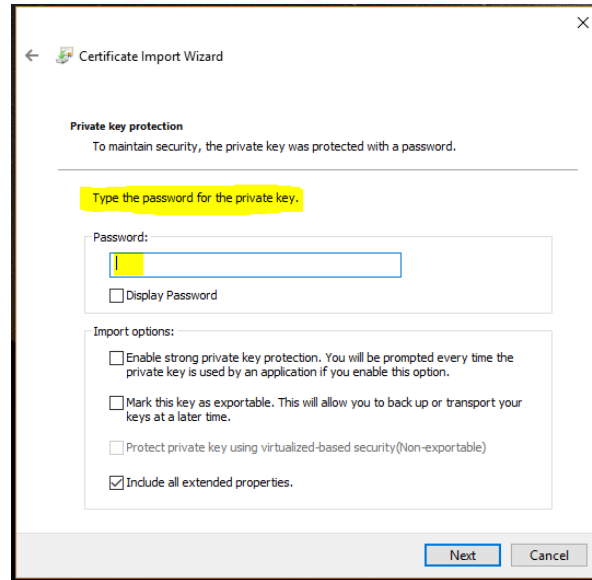 Certificate Import Wizard
Private key protection
To maintain security, the private key was protected with a password.
Type the password for the private key.
Password:
Display Password
Import options:
Enable strong private key protection. You will be prompted every time the
private key is used by an application if you enable this option.
Mark this key as exportable. This will allow you to back up or transport your
keys at a later time.
Protect private key using virtualized-based security(Non-exportable)
Include all extended properties.
Next Cancel